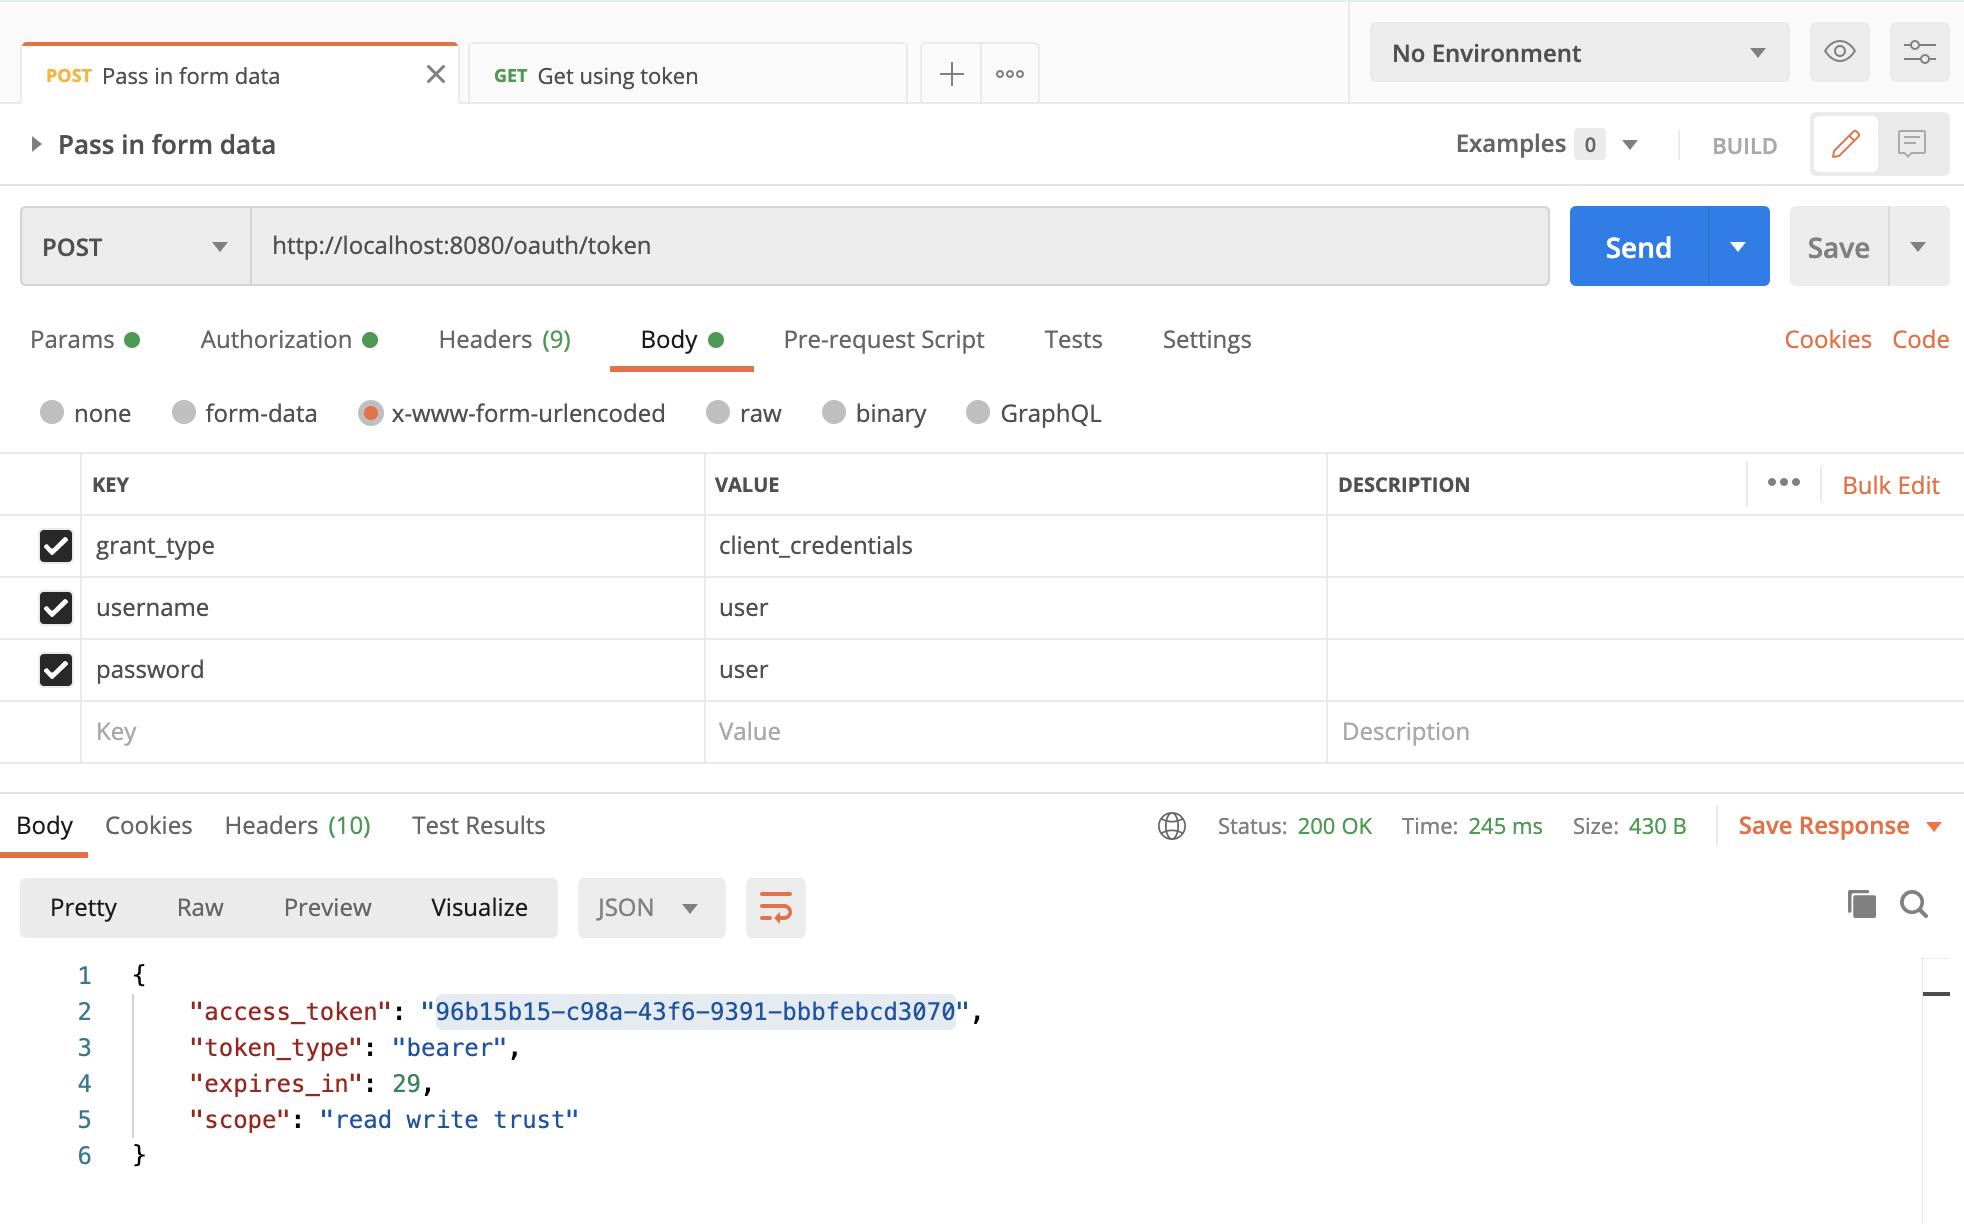 POST Pass in form data
GET Get using token
No Environment
Pass in form data
Examples 0
BUILD
POST http://localhost:8080/oauth/token
Send
Save
Params Authorization Headers (9) Body Pre-request Script Tests Settings Cookies Code
none form-data x-www-form-urlencoded raw binary GraphQL
KEY VALUE DESCRIPTION Bulk Edit
grant_type client_credentials
username user
password user
Key Value Description
Body Cookies Headers (10) Test Results Status: 200 OK Time: 245 ms Size: 430 B Save Response
Pretty Raw Preview Visualize JSON
1 {
2 "access_token": "96b15b15-c98a-43f6-9391-bbbfebcd3070",
3 "token_type": "bearer",
4 "expires_in": 29,
5 "scope": "read write trust"
6 }